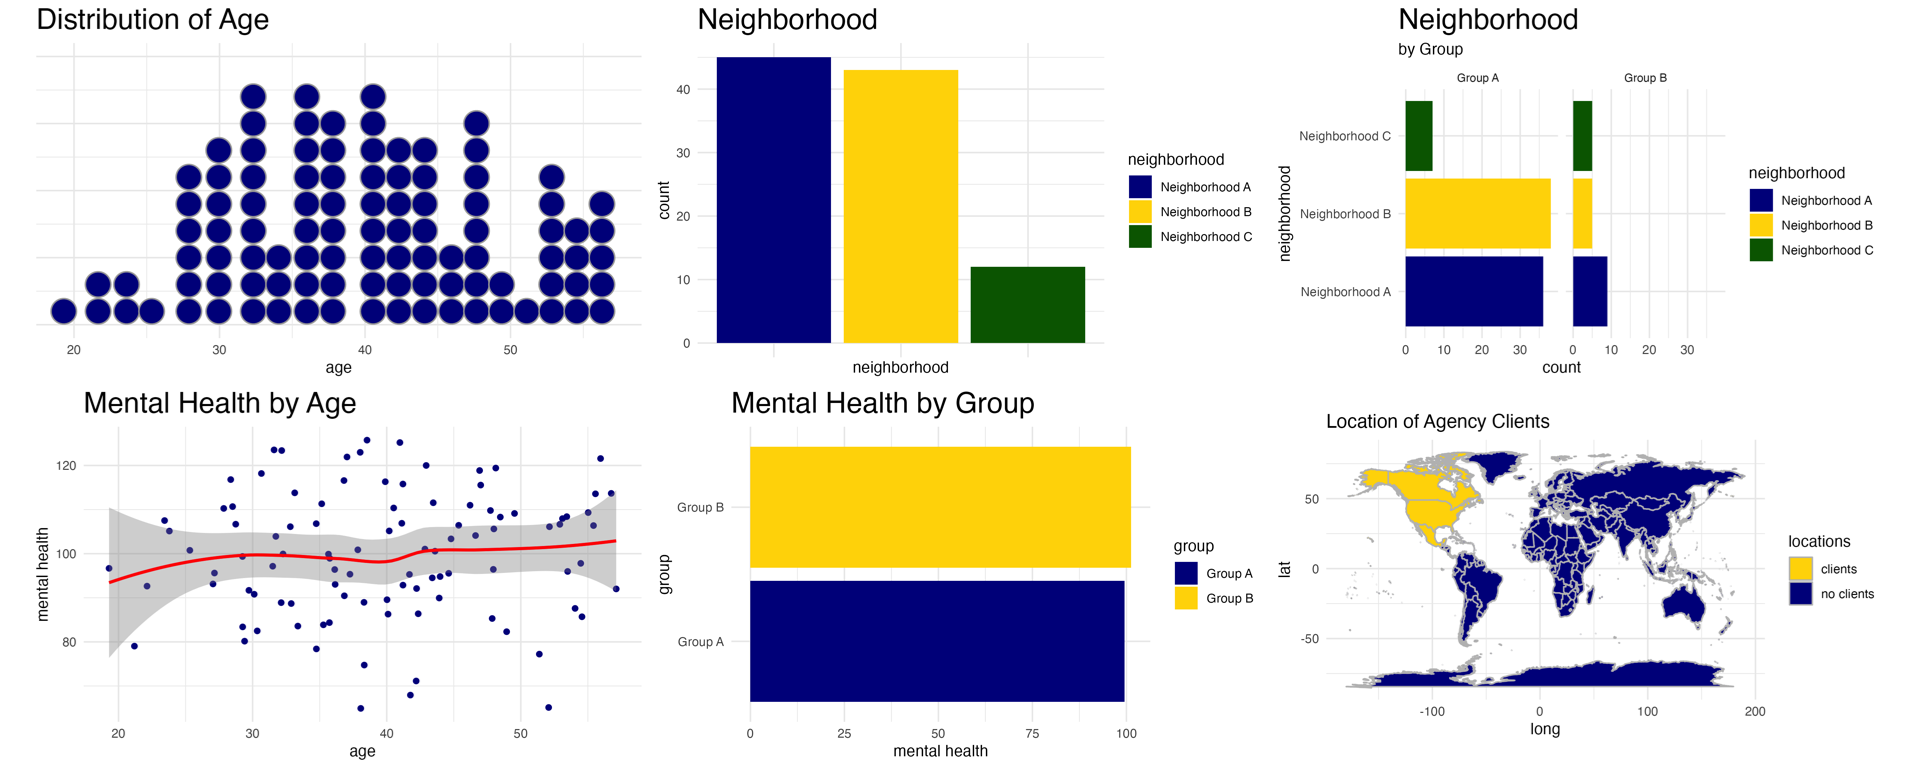 Distribution of Age
20 30 40 50
age
Neighborhood
count
40
30
20
10
0
neighborhood
neighborhood
Neighborhood A
Neighborhood B
Neighborhood C
Neighborhood
by Group
Group A Group B
neighborhood
Neighborhood C
Neighborhood B
Neighborhood A
0 10 20 30 0 10 20 30
count
neighborhood
Neighborhood A
Neighborhood B
Neighborhood C
Mental Health by Age
mental health
120
100
80
20 30 40 50
age
Mental Health by Group
group
Group B
Group A
0 25 50 75 100
mental health
group
Group A
Group B
Location of Agency Clients
lat
50
0
-50
-100 0 100 200
long
locations
clients
no clients